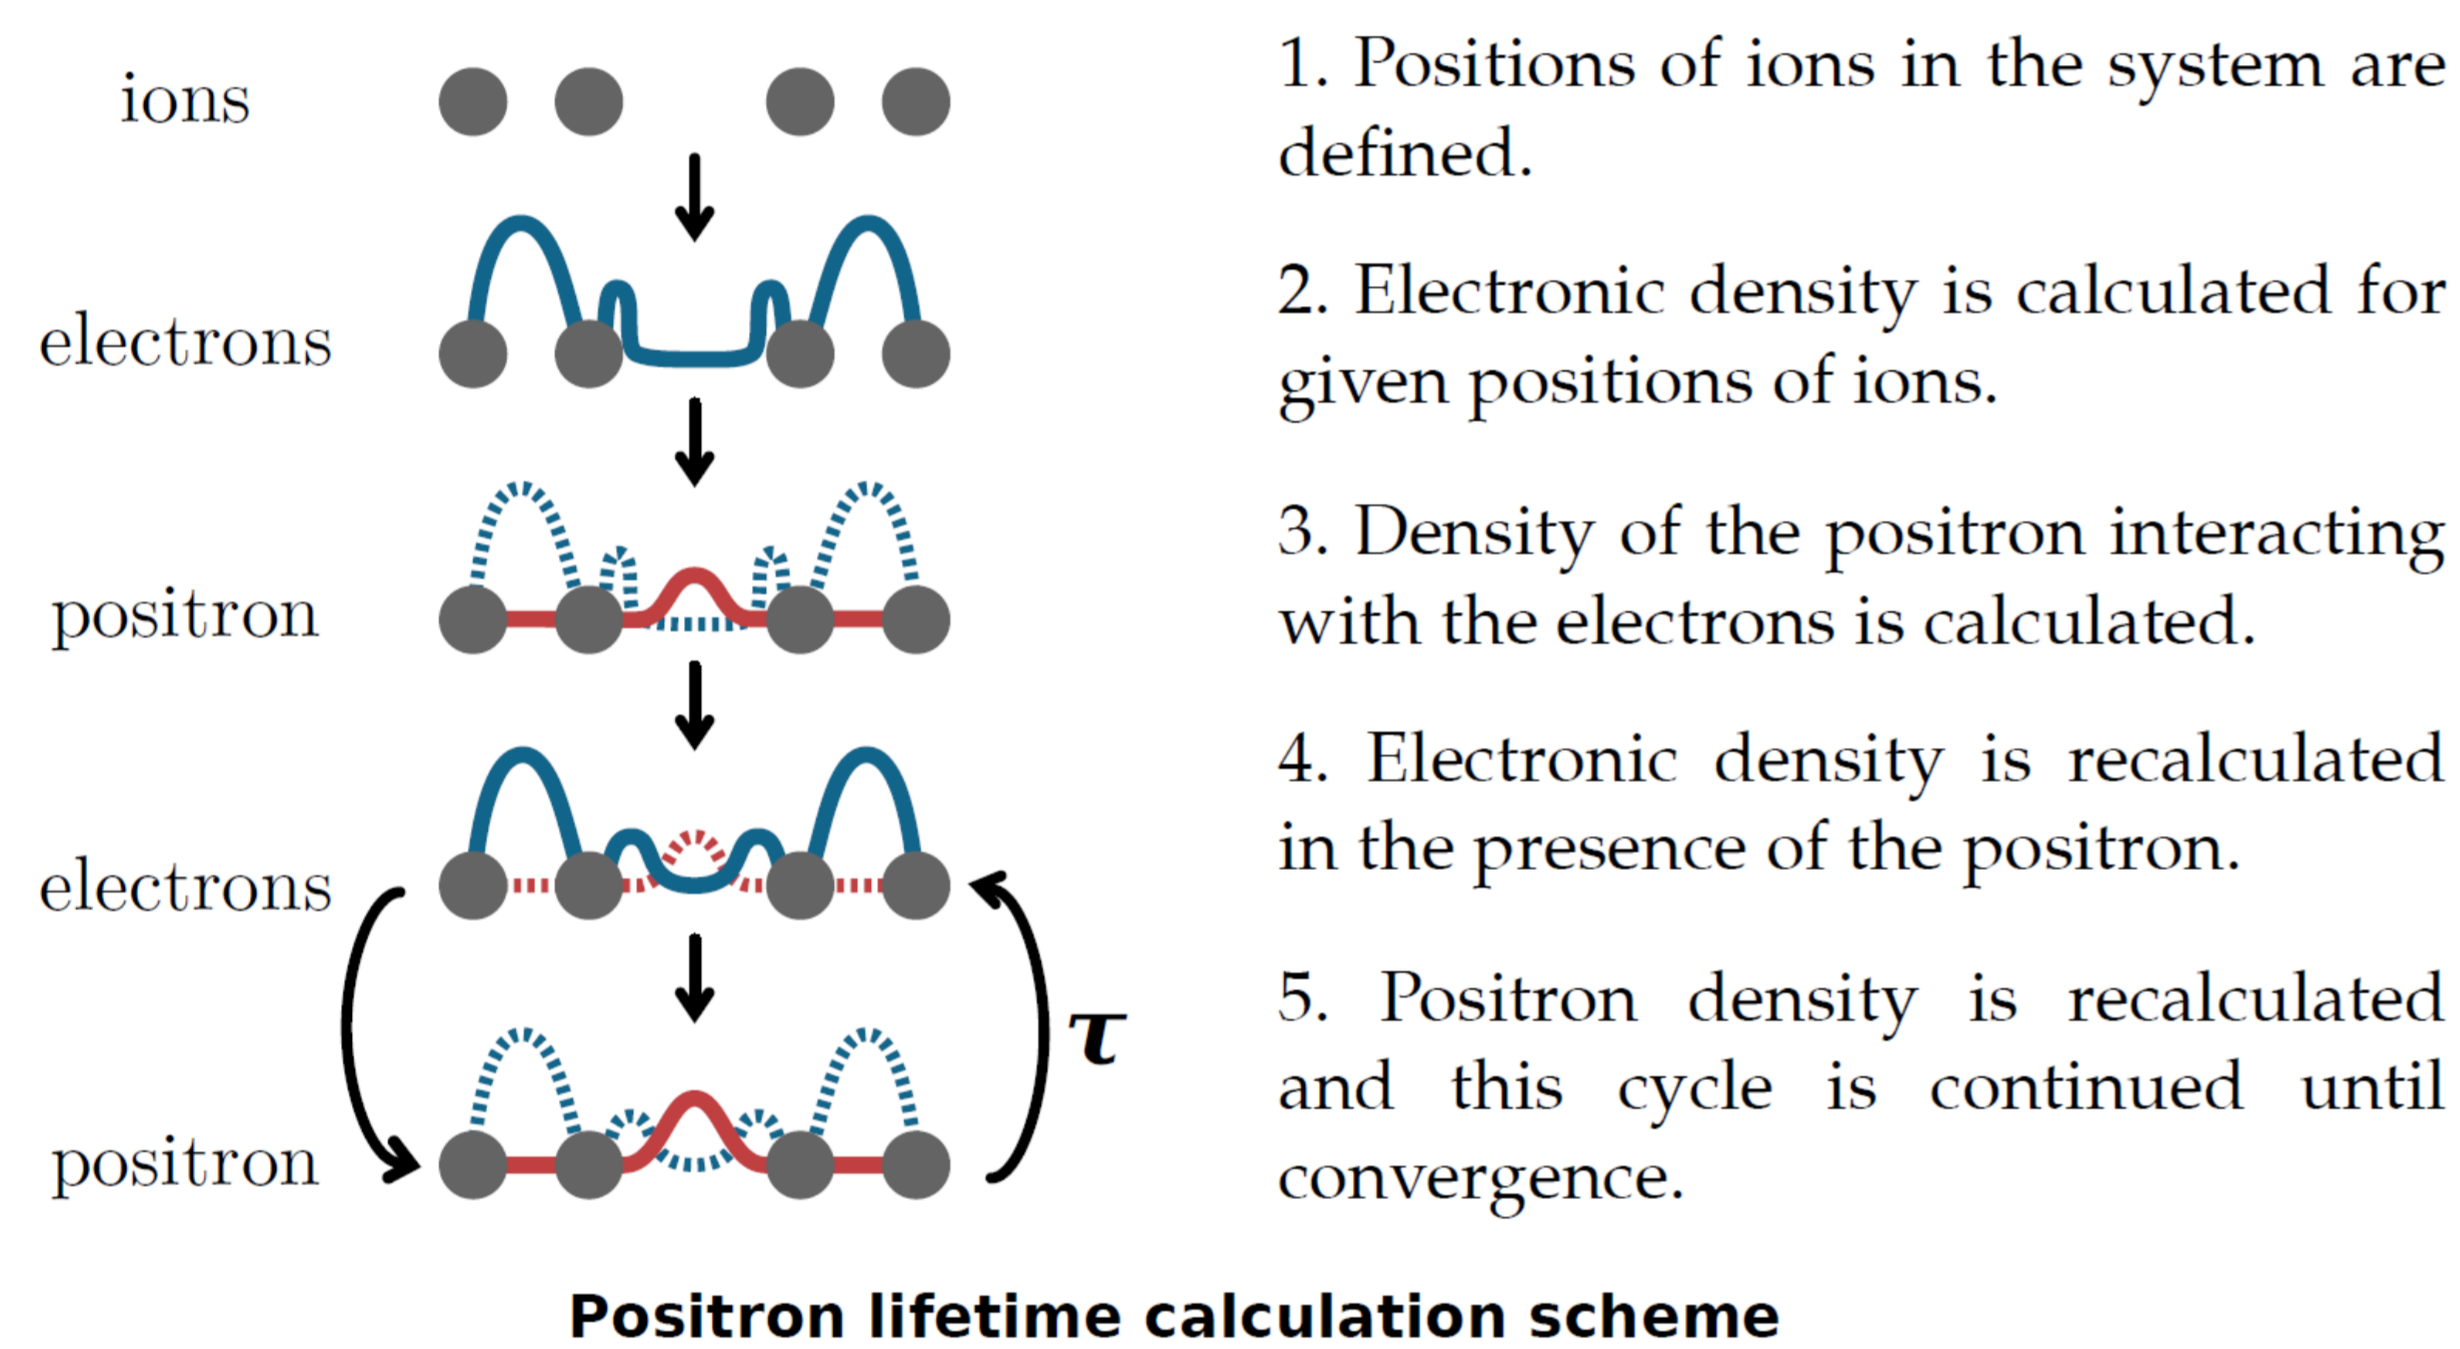 ions
electrons
positron
electrons
positron
τ
1. Positions of ions in the system are
defined.
2. Electronic density is calculated for
given positions of ions.
3. Density of the positron interacting
with the electrons is calculated.
4. Electronic density is recalculated
in the presence of the positron.
5. Positron density is recalculated
and this cycle is continued until
convergence.
Positron lifetime calculation scheme